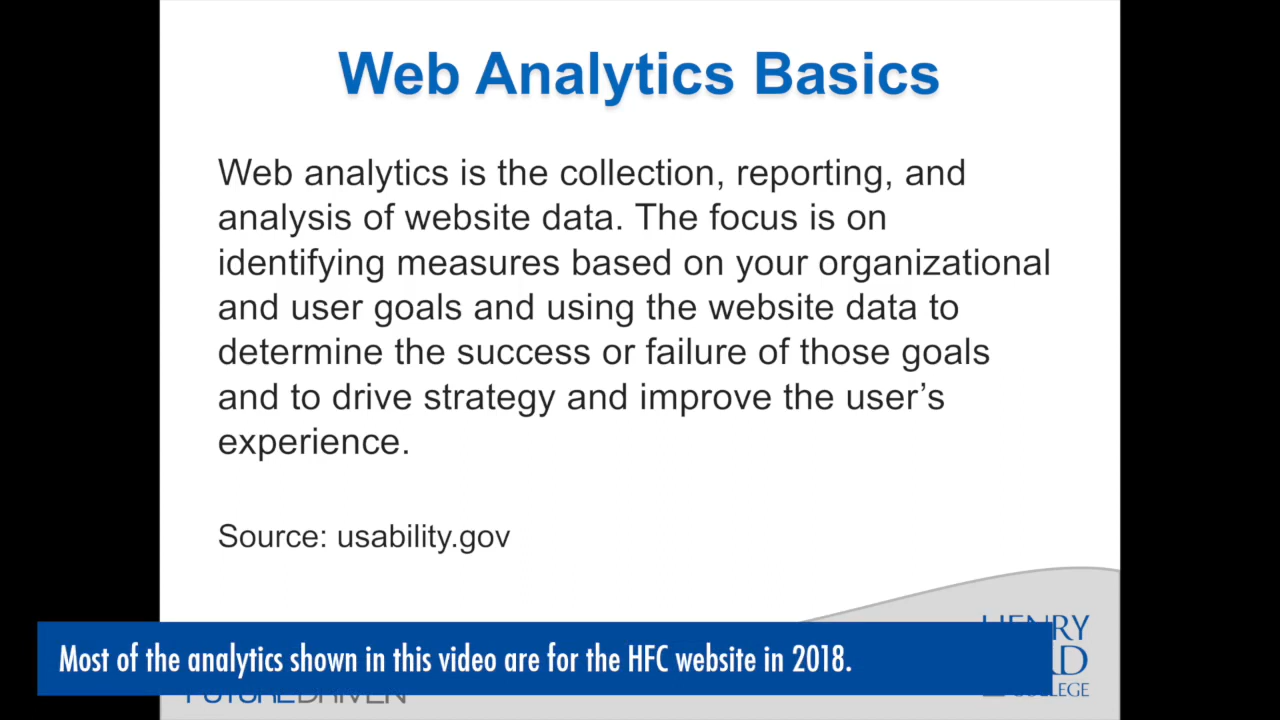 Web Analytics Basics
Web analytics is the collection, reporting, and
analysis of website data. The focus is on
identifying measures based on your organizational
and user goals and using the website data to
determine the success or failure of those goals
and to drive strategy and improve the user’s
experience.
Source: usability.gov
HENRY
Most of the analytics shown in this video are for the HFC website in 2018.
COLLEGE
FUTUREDRIVEN